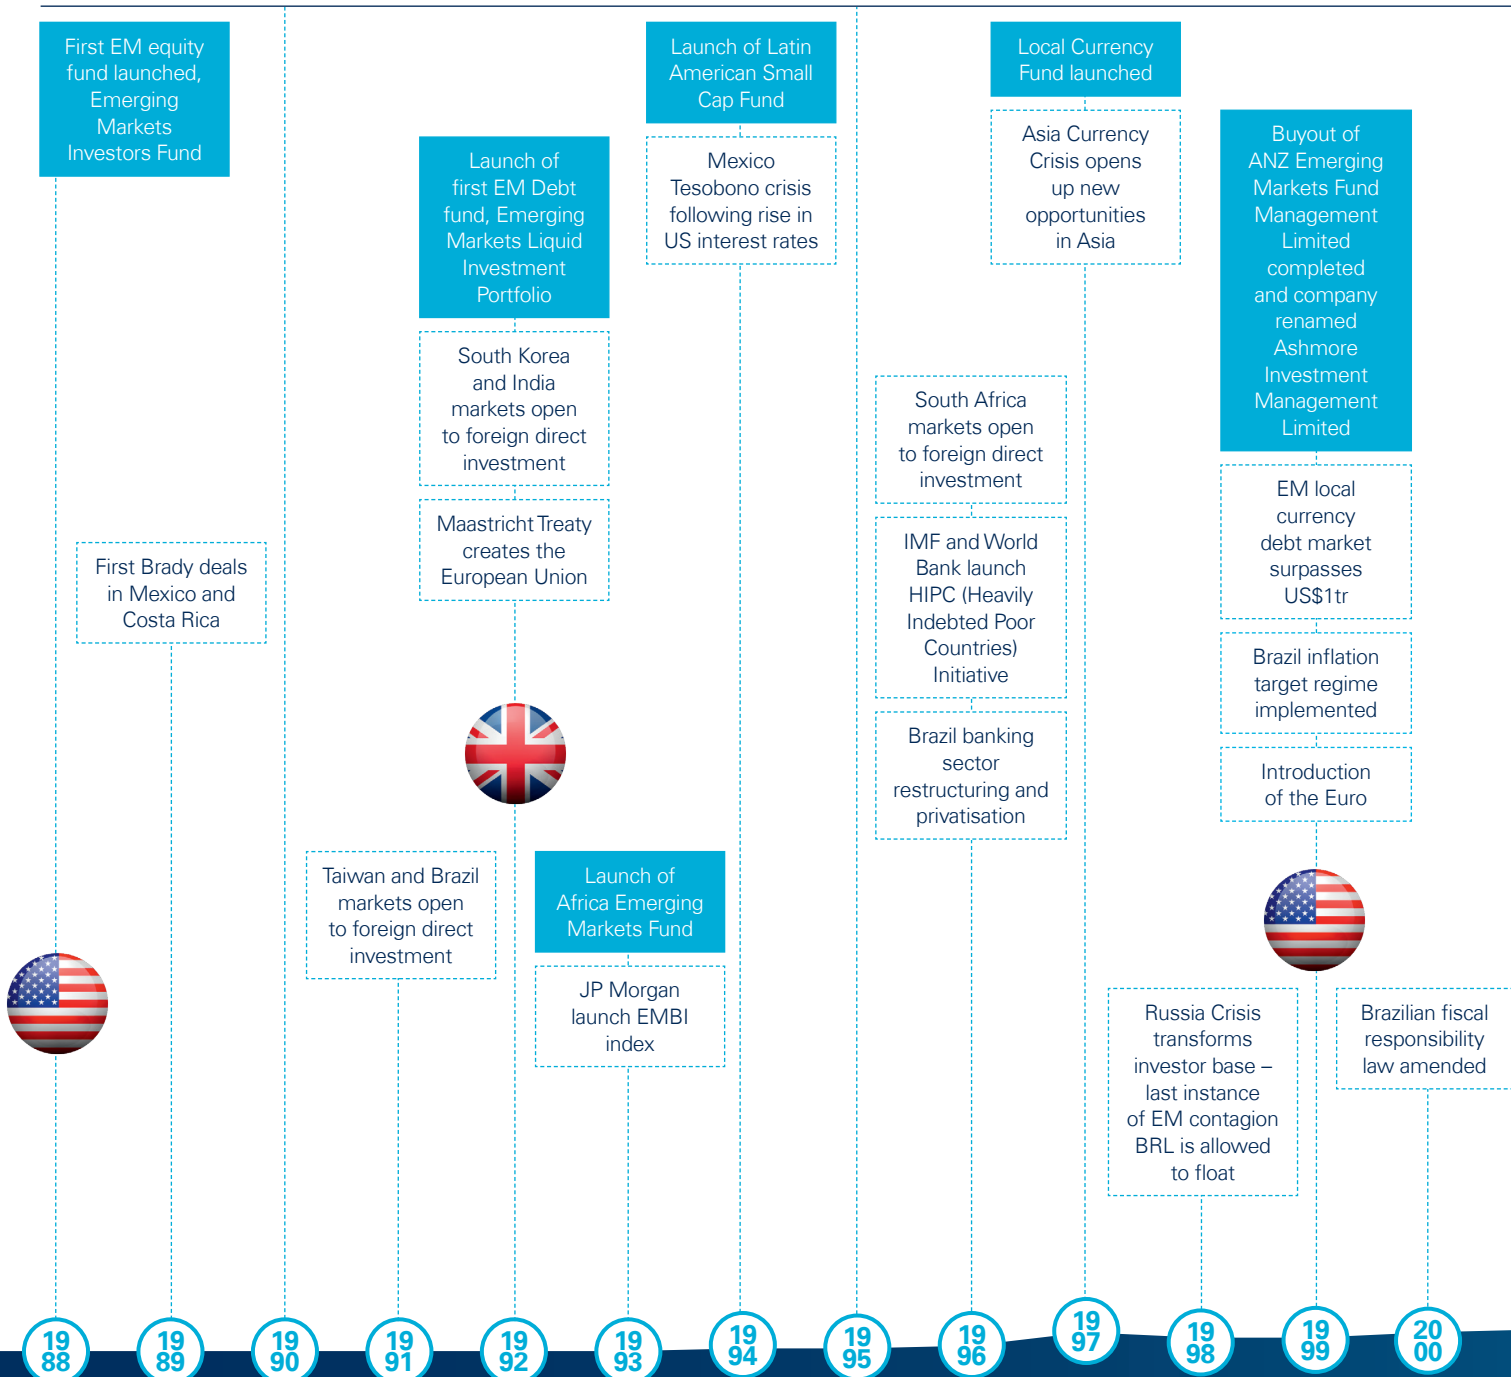 First EM equity
fund launched,
Emerging
Markets
Investors Fund
First Brady deals
in Mexico and
Costa Rica
Taiwan and Brazil
markets open
to foreign direct
investment
Launch of
first EM Debt
fund, Emerging
Markets Liquid
Investment
Portfolio
South Korea
and India
markets open
to foreign direct
investment
Maastricht Treaty
creates the
European Union
Launch of
Africa Emerging
Markets Fund
JP Morgan
launch EMBI
index
Launch of Latin
American Small
Cap Fund
Mexico
Tesobono crisis
following rise in
US interest rates
South Africa
markets open
to foreign direct
investment
IMF and World
Bank launch
HIPC (Heavily
Indebted Poor
Countries)
Initiative
Brazil banking
sector
restructuring and
privatisation
Local Currency
Fund launched
Asia Currency
Crisis opens
up new
opportunities
in Asia
Russia Crisis
transforms
investor base –
last instance
of EM contagion
BRL is allowed
to float
Buyout of
ANZ Emerging
Markets Fund
Management
Limited
completed
and company
renamed
Ashmore
Investment
Management
Limited
EM local
currency
debt market
surpasses
US$1tr
Brazil inflation
target regime
implemented
Introduction
of the Euro
Brazilian fiscal
responsibility
law amended
19
88
19
89
19
90
19
91
19
92
19
93
19
94
19
95
19
96
19
97
19
98
19
99
20
00